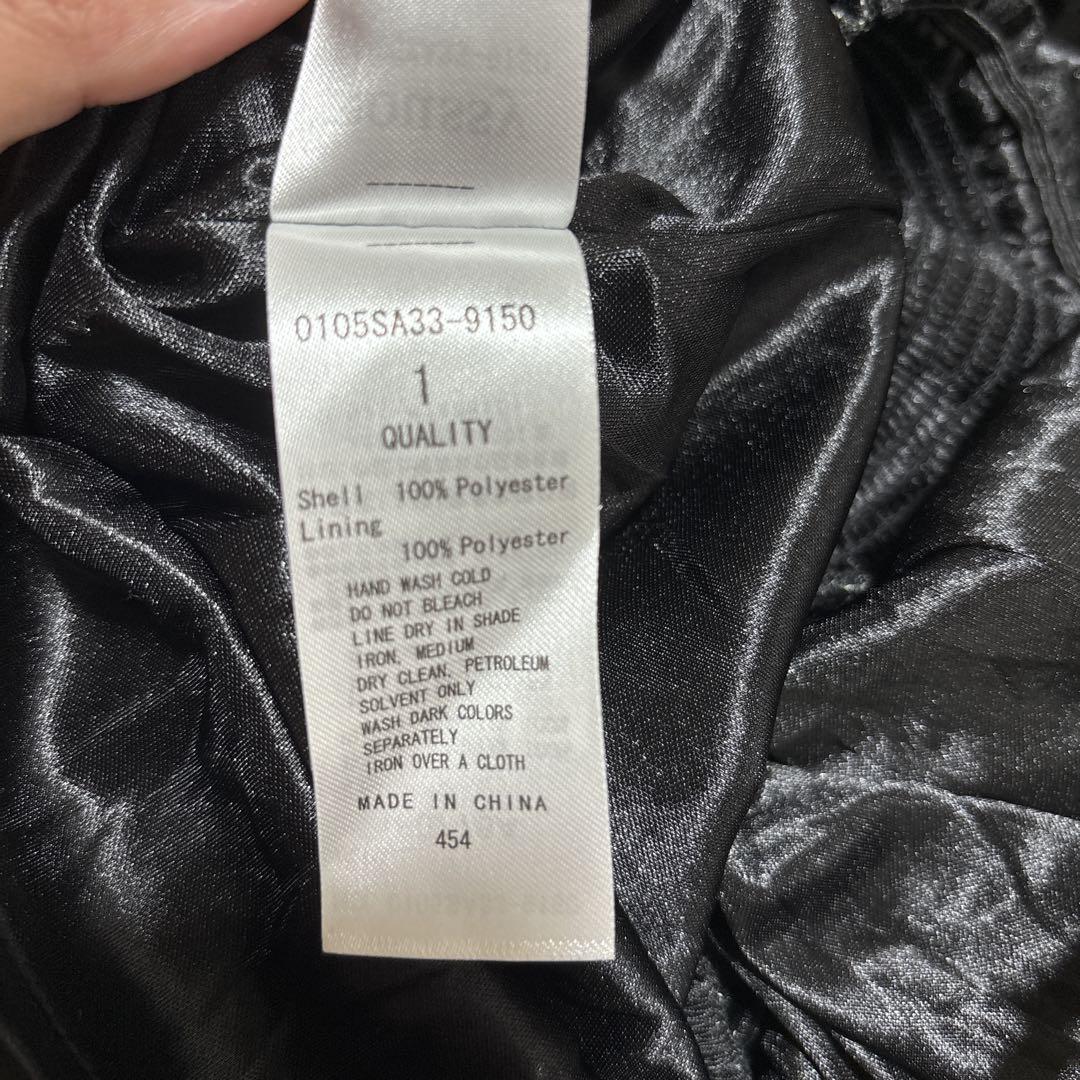 0105SA33-9150
1
QUALITY
Shell 100% Polyester
Lining
100% Polyester
HAND WASH COLD
DO NOT BLEACH
LINE DRY IN SHADE
IRON, MEDIUM
DRY CLEAN, PETROLEUM
SOLVENT ONLY
WASH DARK COLORS
SEPARATELY
IRON OVER A CLOTH
MADE IN CHINA
454